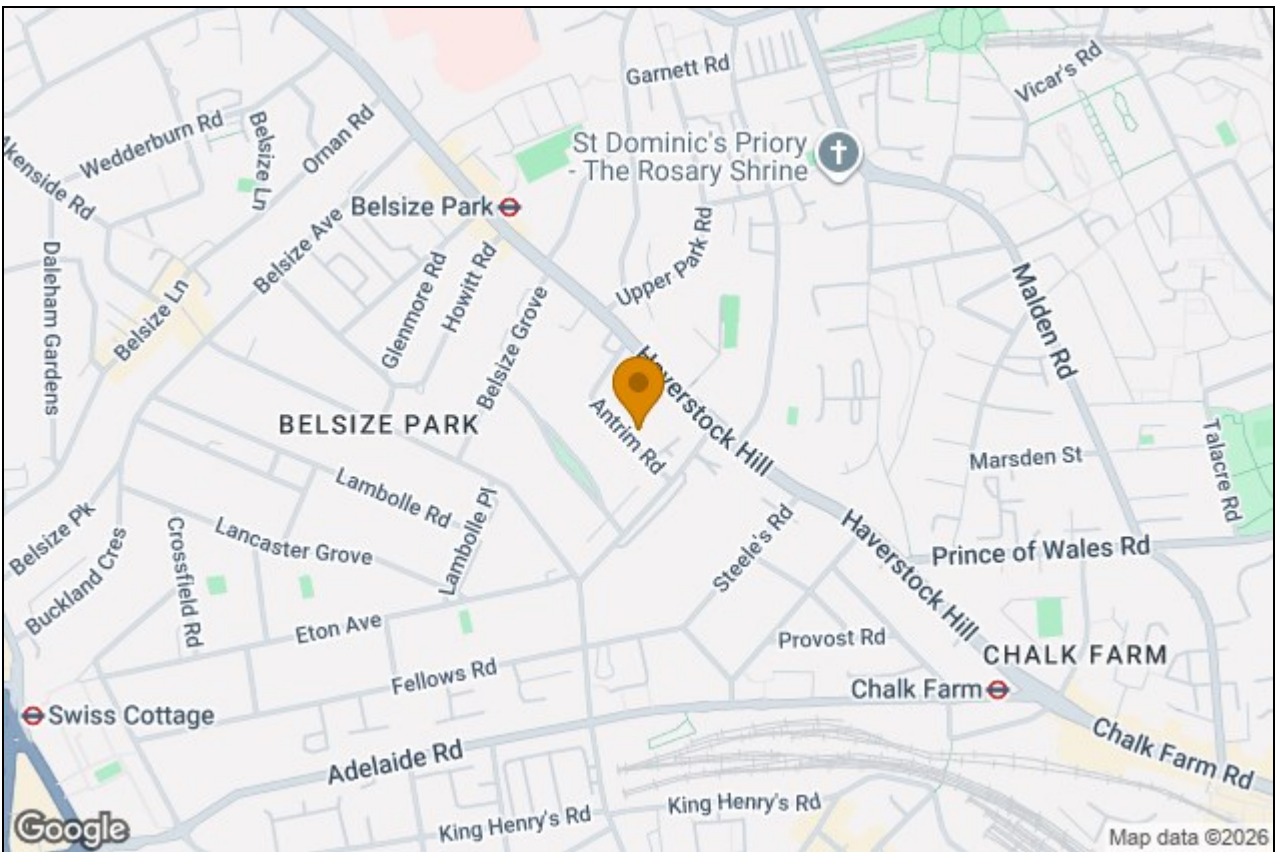 Garnett Rd
Vicar's Rd
Wedderburn Rd
Belsize Ln
Ornan Rd
St Dominic's Priory
- The Rosary Shrine
Akenside Rd
Belsize Park
Belsize Ave
Upper Park Rd
Daleham Gardens
Glenmore Rd
Howitt Rd
Malden Rd
Belsize Ln
Belsize Grove
Haverstock Hill
Antrim Rd
BELSIZE PARK
Talacre Rd
Marsden St
Lambolle Rd
Lambolle Pl
Belsize Pk
Buckland Cres
Crossfield Rd
Lancaster Grove
Steele's Rd
Haverstock Hill
Prince of Wales Rd
Eton Ave
Provost Rd
CHALK FARM
Fellows Rd
Chalk Farm
Swiss Cottage
Adelaide Rd
Chalk Farm Rd
King Henry's Rd
King Henry's Rd
Google
Map data ©2026